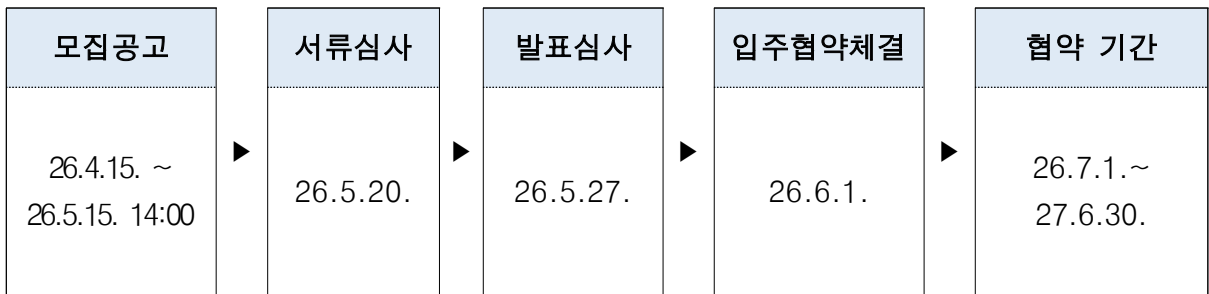 모집공고
26.4.15. ~
26.5.15. 14:00
▶
서류심사
26.5.20.
▶
발표심사
26.5.27.
▶
입주협약체결
26.6.1.
▶
협약 기간
26.7.1.~
27.6.30.